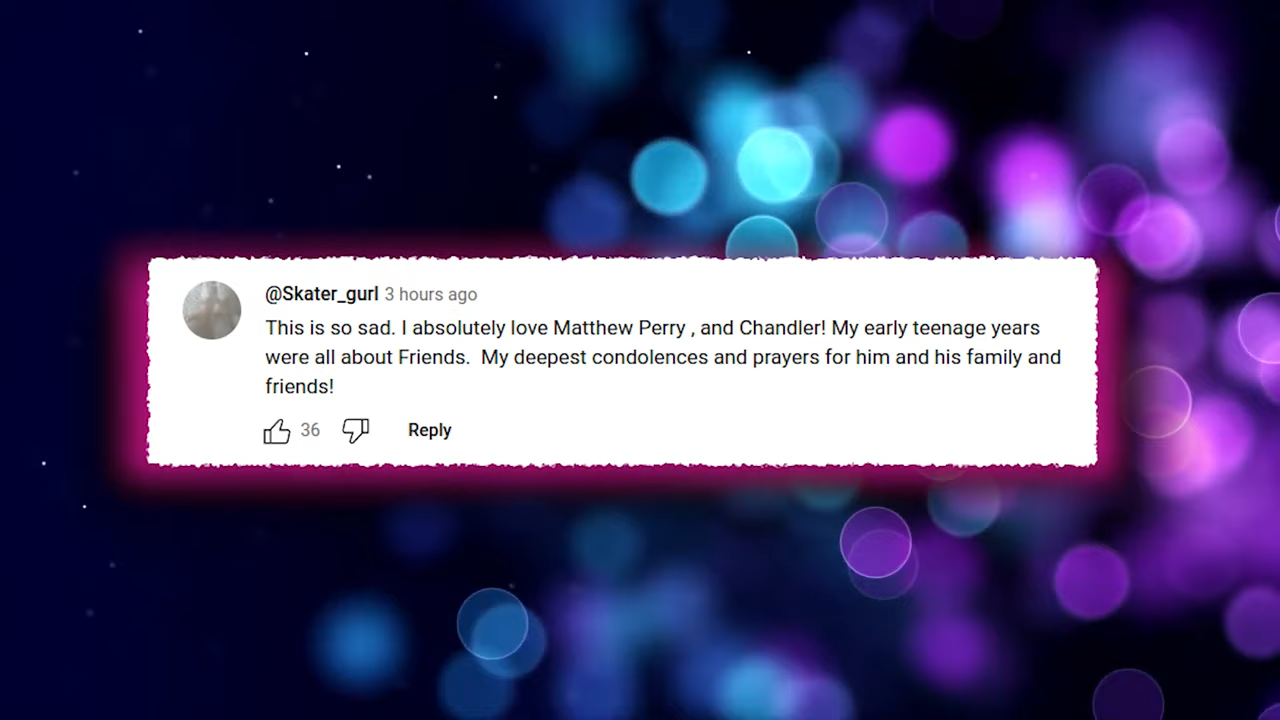 @Skater_gurl 3 hours ago
This is so sad. I absolutely love Matthew Perry , and Chandler! My early teenage years
were all about Friends.  My deepest condolences and prayers for him and his family and
friends!
36 Reply